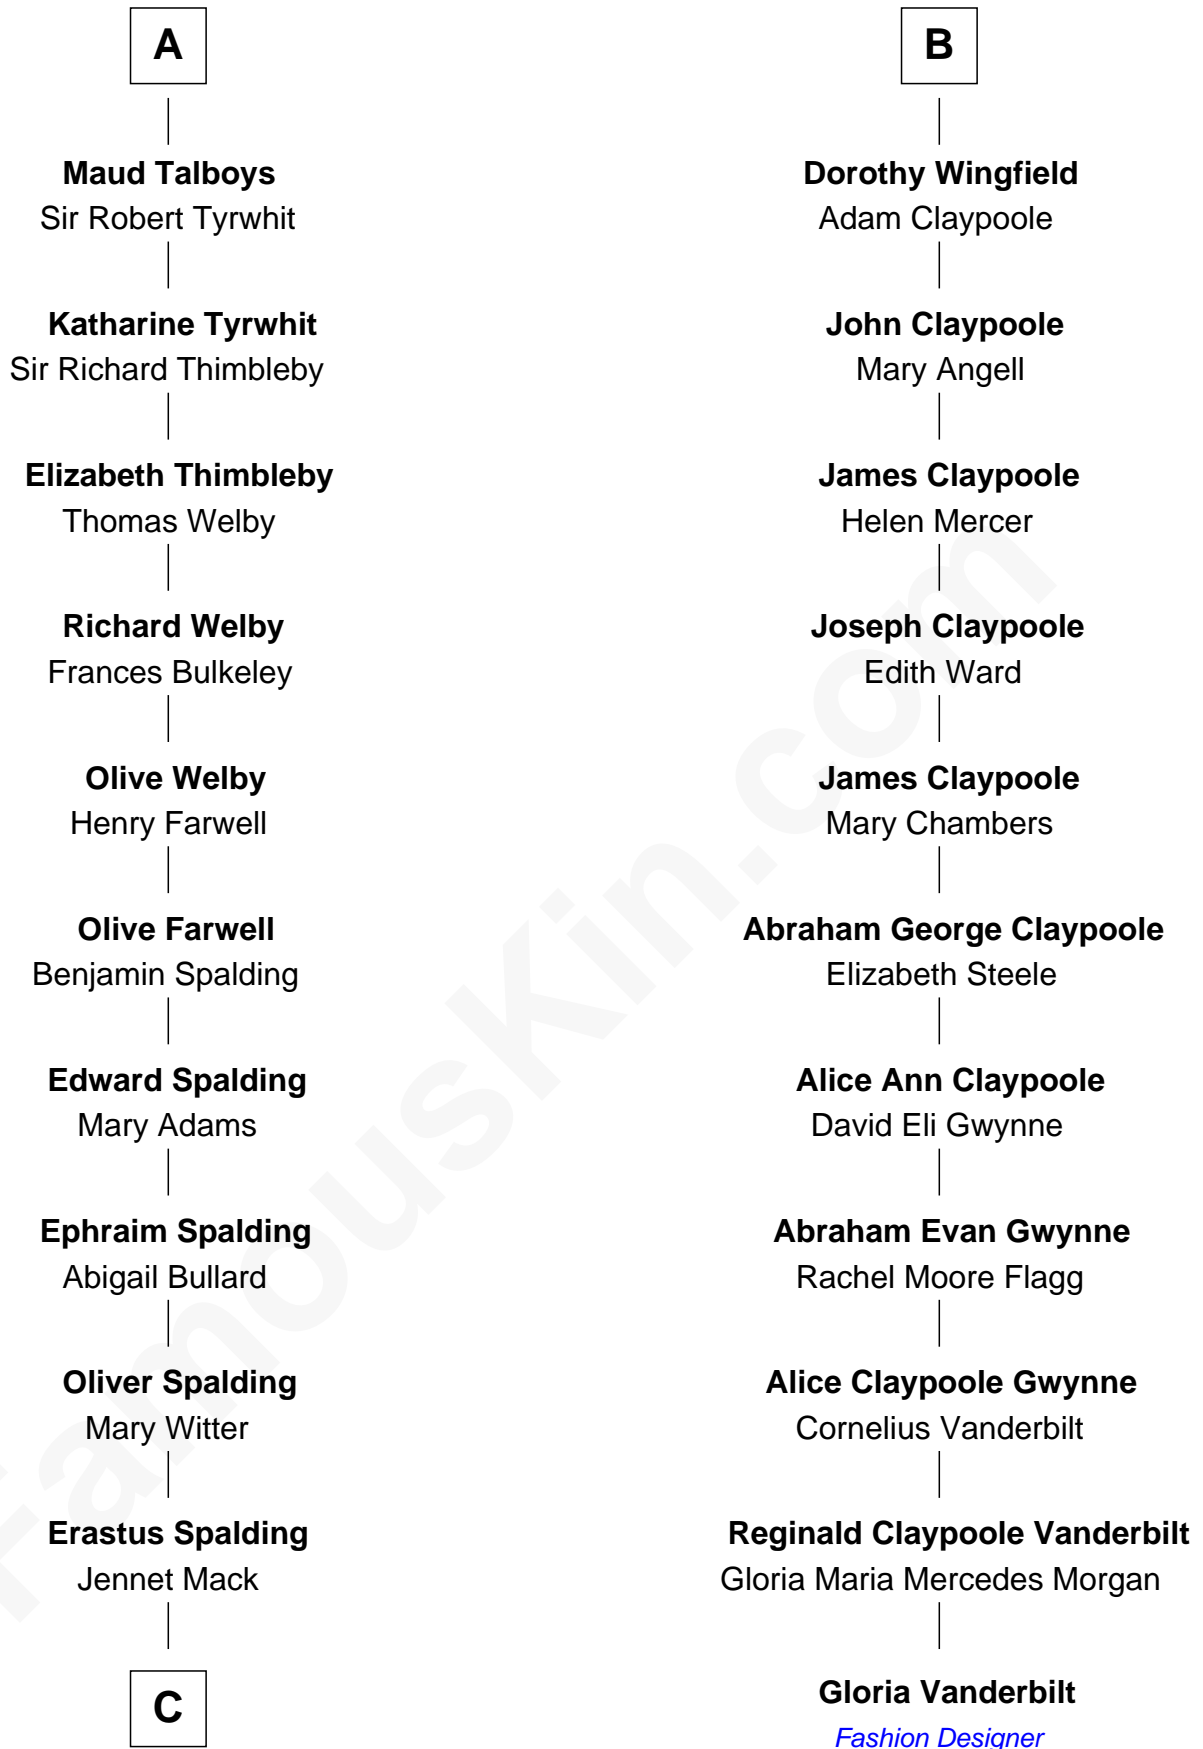 A
Maud Talboys
Sir Robert Tyrwhit
Katharine Tyrwhit
Sir Richard Thimbleby
Elizabeth Thimbleby
Thomas Welby
Richard Welby
Frances Bulkeley
Olive Welby
Henry Farwell
Olive Farwell
Benjamin Spalding
Edward Spalding
Mary Adams
Ephraim Spalding
Abigail Bullard
Oliver Spalding
Mary Witter
Erastus Spalding
Jennet Mack
C
B
Dorothy Wingfield
Adam Claypoole
John Claypoole
Mary Angell
James Claypoole
Helen Mercer
Joseph Claypoole
Edith Ward
James Claypoole
Mary Chambers
Abraham George Claypoole
Elizabeth Steele
Alice Ann Claypoole
David Eli Gwynne
Abraham Evan Gwynne
Rachel Moore Flagg
Alice Claypoole Gwynne
Cornelius Vanderbilt
Reginald Claypoole Vanderbilt
Gloria Maria Mercedes Morgan
Gloria Vanderbilt
Fashion Designer
FamousKin.com